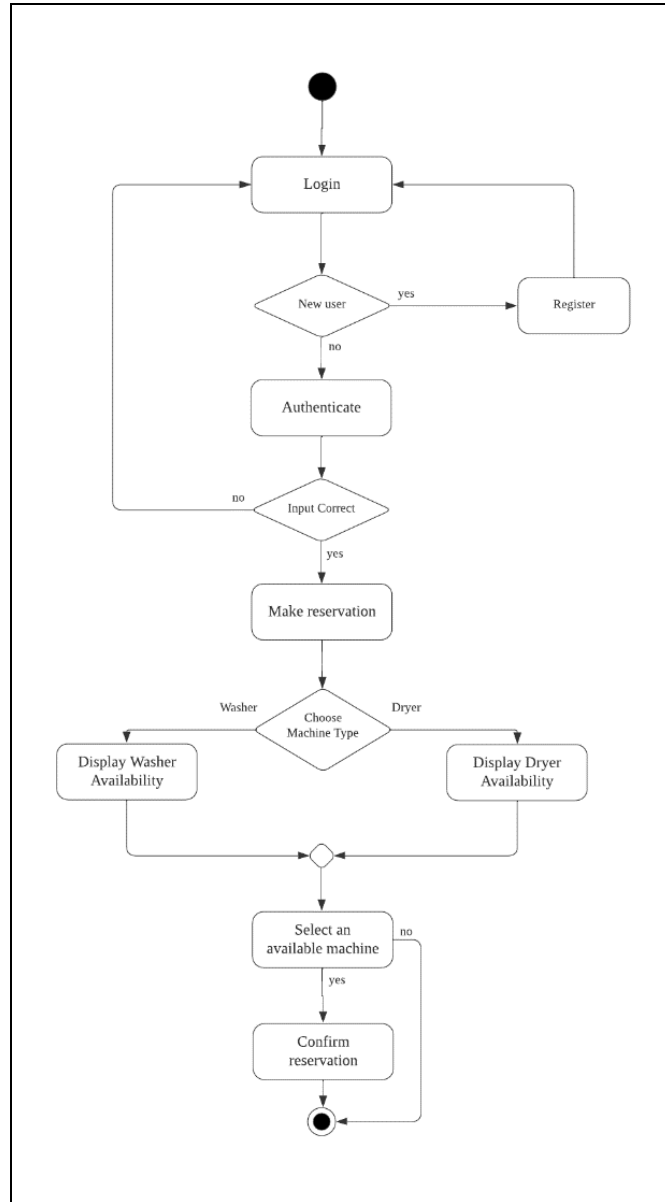 Login
New user
yes
Register
no
Authenticate
no
Input Correct
yes
Make reservation
Washer
Choose
Machine Type
Dryer
Display Washer
Availability
Display Dryer
Availability
Select an
available machine
no
yes
Confirm
reservation